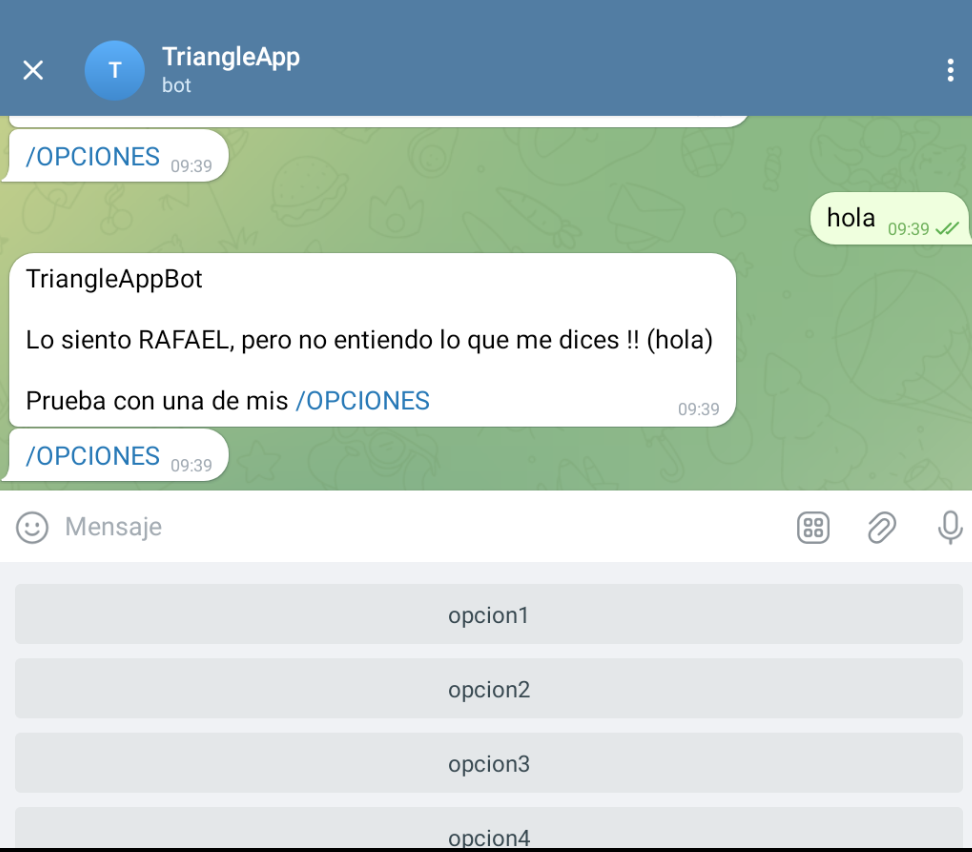 T
TriangleApp
bot
/OPCIONES 09:39
hola 09:39
TriangleAppBot
Lo siento RAFAEL, pero no entiendo lo que me dices !! (hola)
Prueba con una de mis /OPCIONES
09:39
/OPCIONES 09:39
Mensaje
opcion1
opcion2
opcion3
opcion4